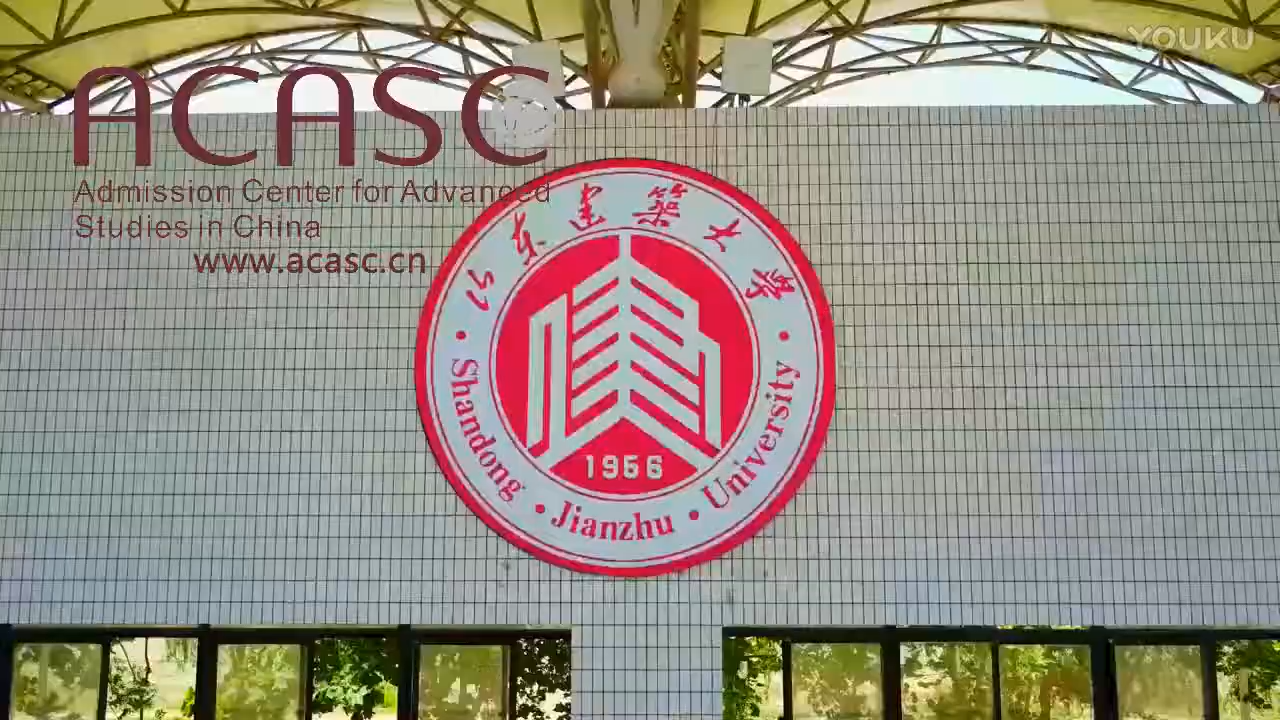 YOUKU
ACASC
Admission Center for Advanced
Studies in China
www.acasc.cn
山东建筑大学
1956
Shandong • Jianzhu • University